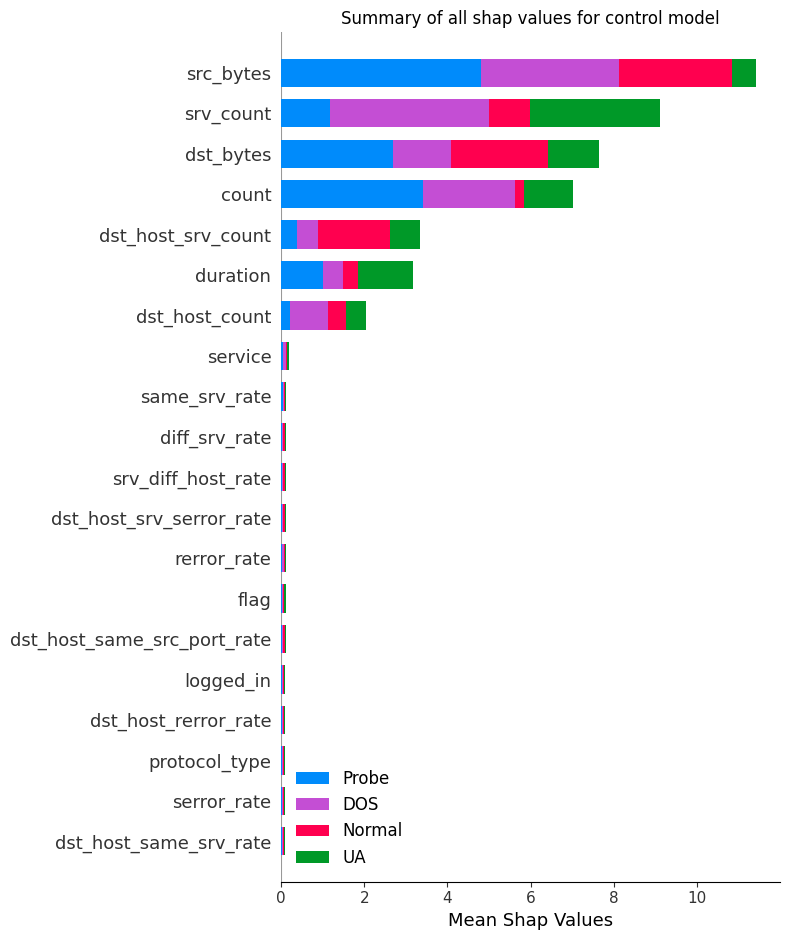 Summary of all shap values for control model
src_bytes
srv_count
dst_bytes
count
dst_host_srv_count
duration
dst_host_count
service
same_srv_rate
diff_srv_rate
srv_diff_host_rate
dst_host_srv_serror_rate
rerror_rate
flag
dst_host_same_src_port_rate
logged_in
dst_host_rerror_rate
protocol_type
serror_rate
dst_host_same_srv_rate
Probe
DOS
Normal
UA
0 2 4 6 8 10
Mean Shap Values